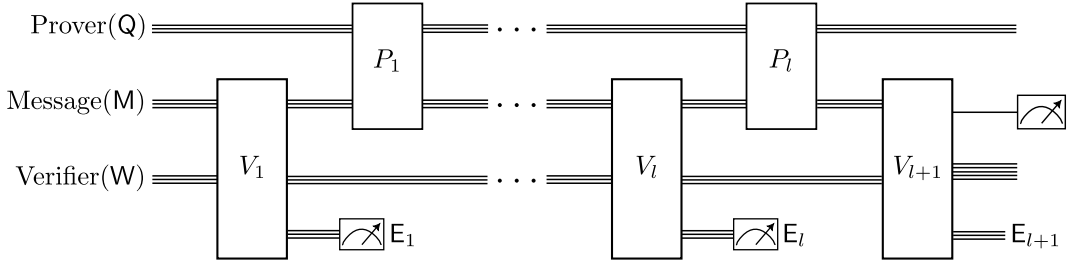 Prover(Q) · · · · · ·
P₁ Pₗ
Message(M) · · · · · ·
V₁ Vₗ Vₗ₊₁
Verifier(W) · · · · · ·
E₁ Eₗ Eₗ₊₁